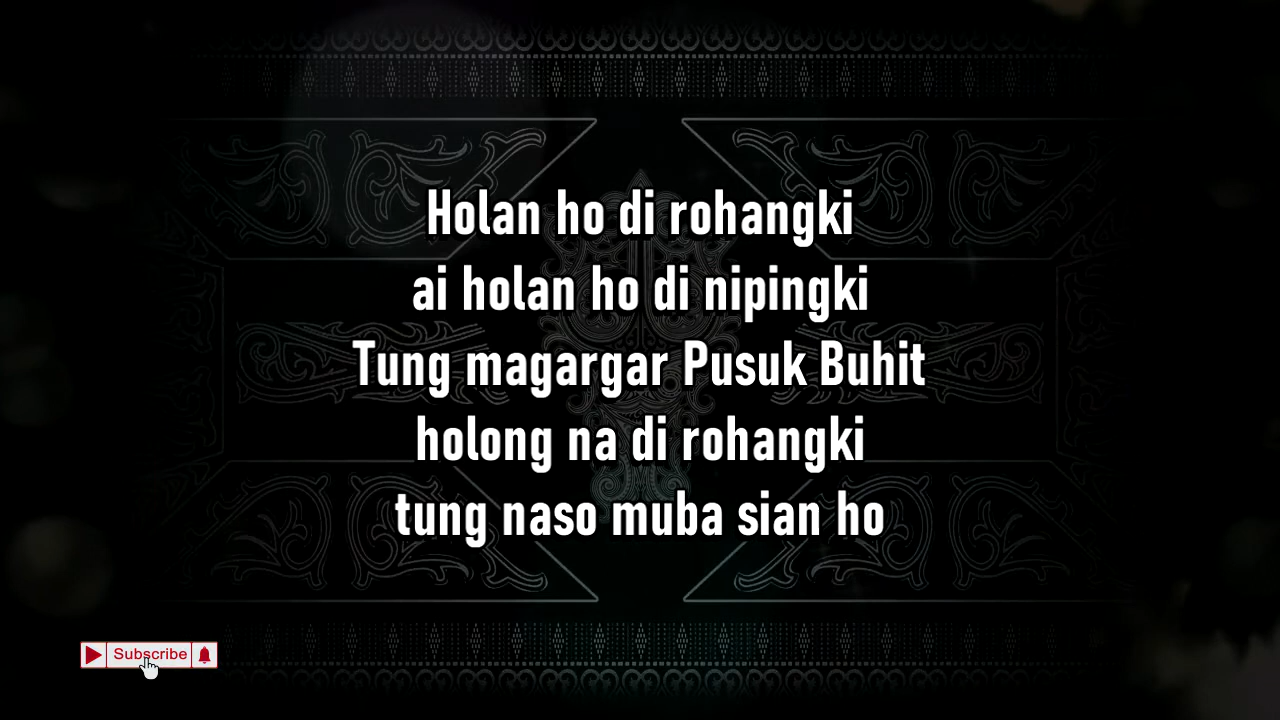 Holan ho di rohangki
ai holan ho di nipingki
Tung magargar Pusuk Buhit
holong na di rohangki
tung naso muba sian ho
Subscribe